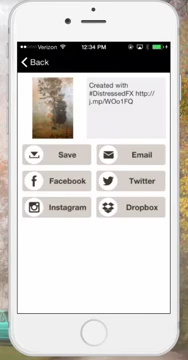 Verizon 12:34 PM
Back
Created with
#DistressedFX http://
j.mp/WOo1FQ
Save Email
Facebook Twitter
Instagram Dropbox